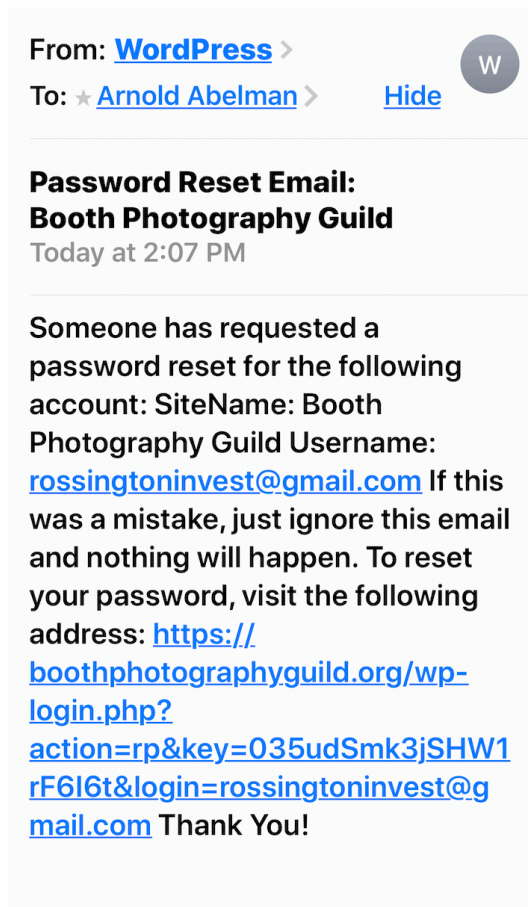 From: WordPress
W
To: Arnold Abelman
Hide
Password Reset Email:
Booth Photography Guild
Today at 2:07 PM
Someone has requested a
password reset for the following
account: SiteName: Booth
Photography Guild Username:
rossingtoninvest@gmail.com If this
was a mistake, just ignore this email
and nothing will happen. To reset
your password, visit the following
address: https://
boothphotographyguild.org/wp-
login.php?
action=rp&key=035udSmk3jSHW1
rF6I6t&login=rossingtoninvest@g
mail.com Thank You!